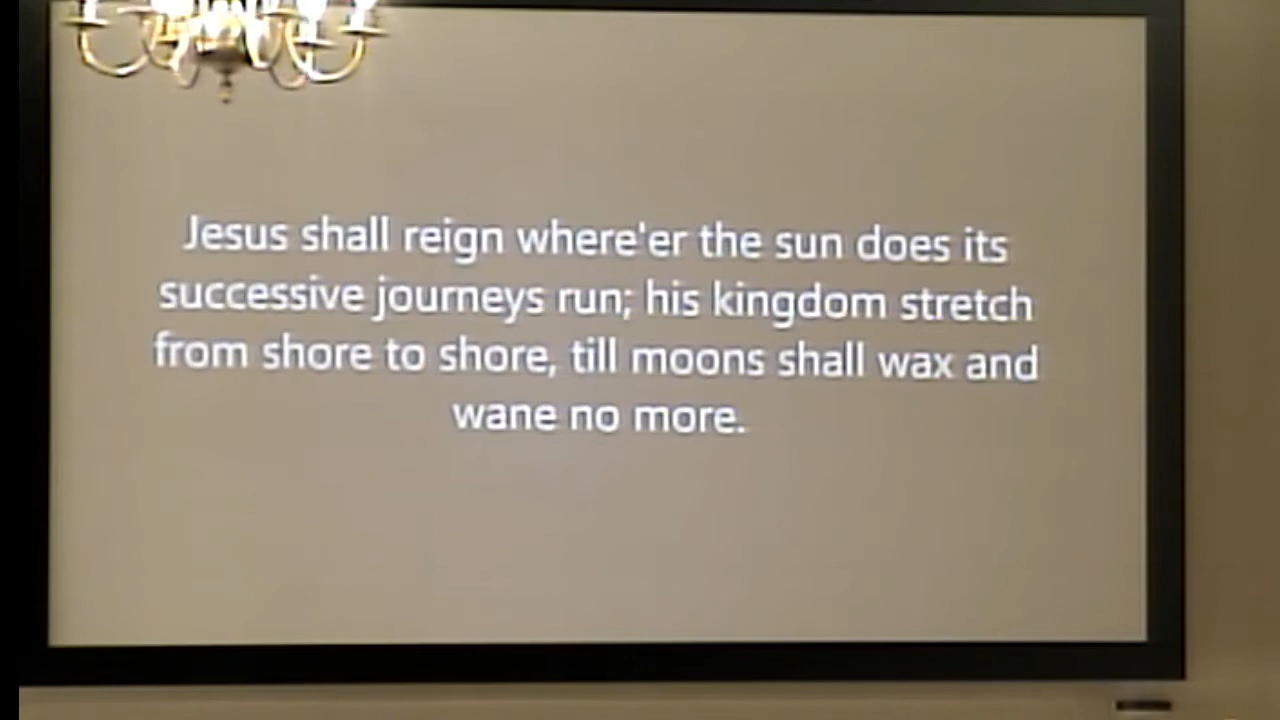 Jesus shall reign where'er the sun does its
successive journeys run; his kingdom stretch
from shore to shore, till moons shall wax and
wane no more.